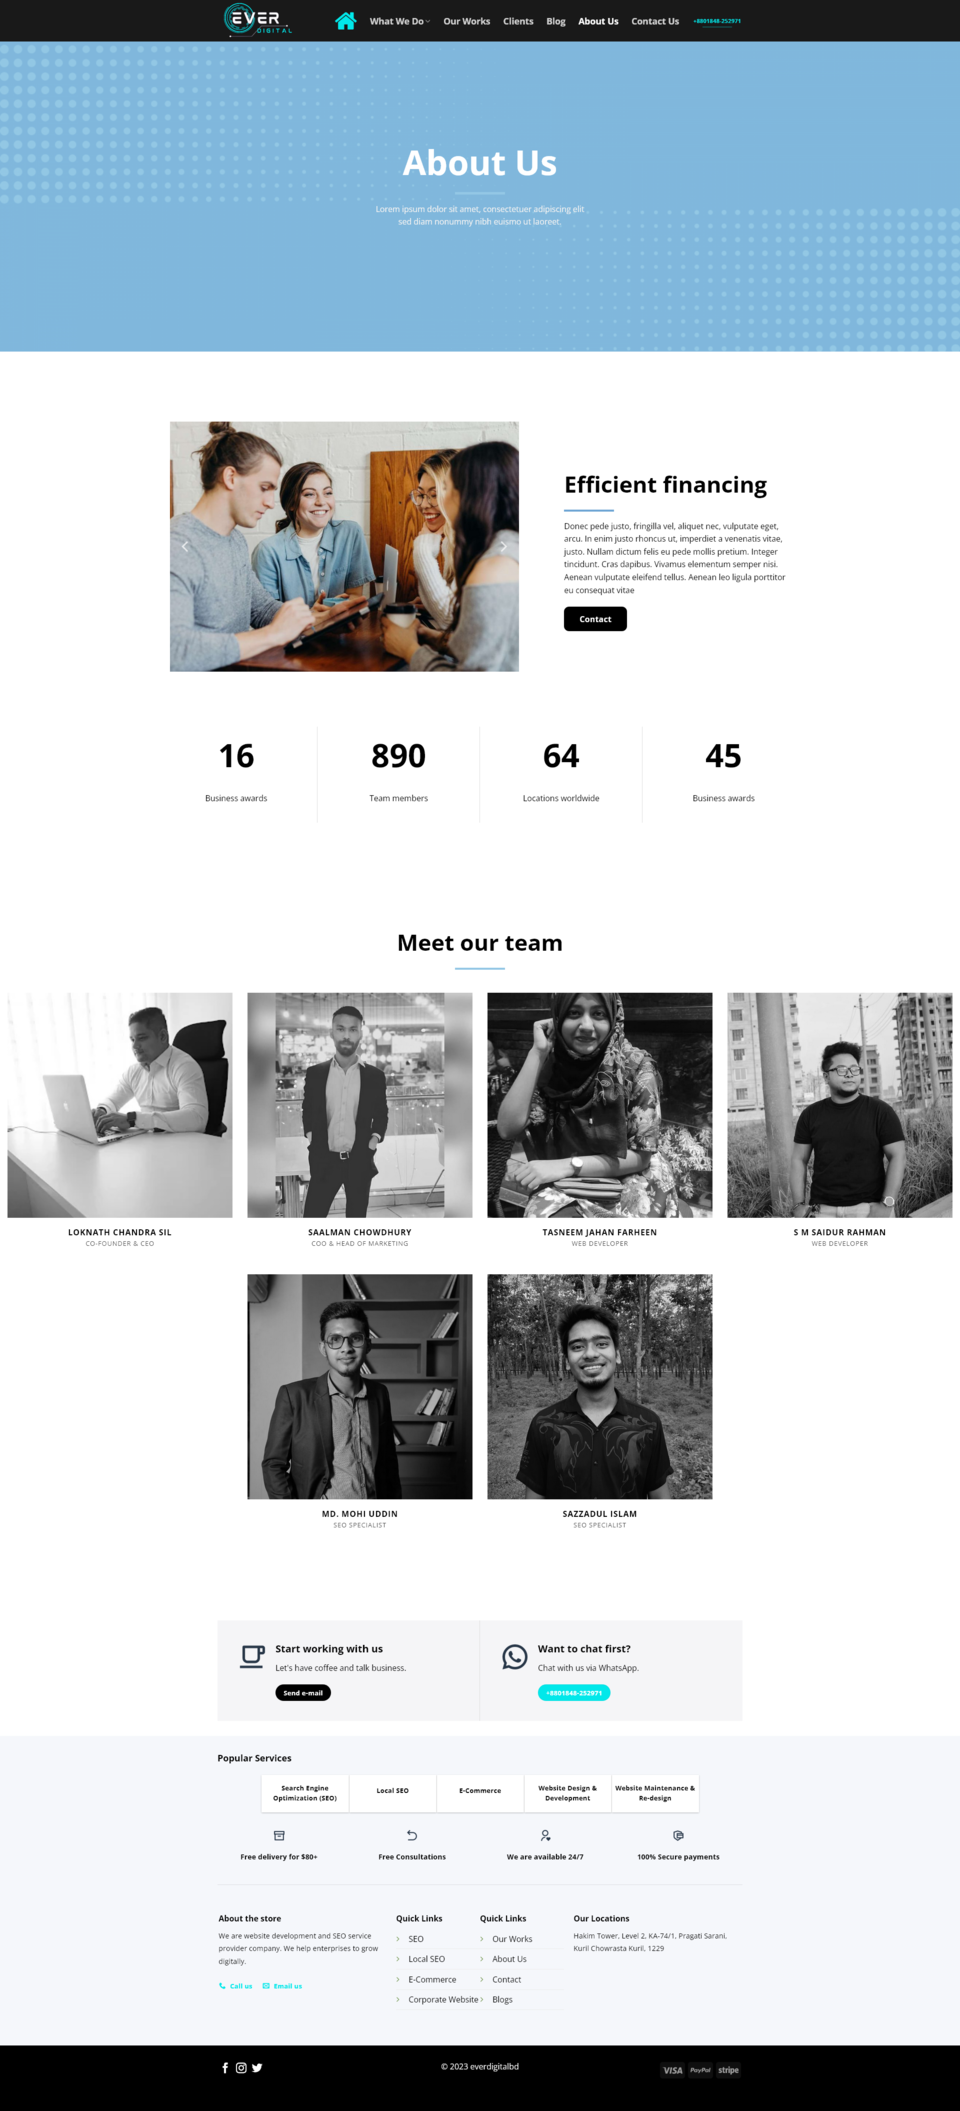 EVER
DIGITAL
What We Do
Our Works
Clients
Blog
About Us
Contact Us
+8801848-252971
About Us
Lorem ipsum dolor sit amet, consectetuer adipiscing elit
sed diam nonummy nibh euismo ut laoreet,
Efficient financing
Donec pede justo, fringilla vel, aliquet nec, vulputate eget,
arcu. In enim justo rhoncus ut, imperdiet a venenatis vitae,
justo. Nullam dictum felis eu pede mollis pretium. Integer
tincidunt. Cras dapibus. Vivamus elementum semper nisi.
Aenean vulputate eleifend tellus. Aenean leo ligula porttitor
eu consequat vitae
Contact
16
Business awards
890
Team members
64
Locations worldwide
45
Business awards
Meet our team
LOKNATH CHANDRA SIL
CO-FOUNDER & CEO
SAALMAN CHOWDHURY
COO & HEAD OF MARKETING
TASNEEM JAHAN FARHEEN
WEB DEVELOPER
S M SAIDUR RAHMAN
WEB DEVELOPER
MD. MOHI UDDIN
SEO SPECIALIST
SAZZADUL ISLAM
SEO SPECIALIST
Start working with us
Let's have coffee and talk business.
Send e-mail
Want to chat first?
Chat with us via WhatsApp.
+8801848-252971
Popular Services
Search Engine
Optimization (SEO)
Local SEO
E-Commerce
Website Design &
Development
Website Maintenance &
Re-design
Free delivery for $80+
Free Consultations
We are available 24/7
100% Secure payments
About the store
We are website development and SEO service
provider company. We help enterprises to grow
digitally.
Call us
Email us
Quick Links
SEO
Local SEO
E-Commerce
Corporate Website
Quick Links
Our Works
About Us
Contact
Blogs
Our Locations
Hakim Tower, Level 2, KA-74/1, Pragati Sarani,
Kuril Chowrasta Kuril, 1229
© 2023 everdigitalbd
VISA
PayPal
stripe